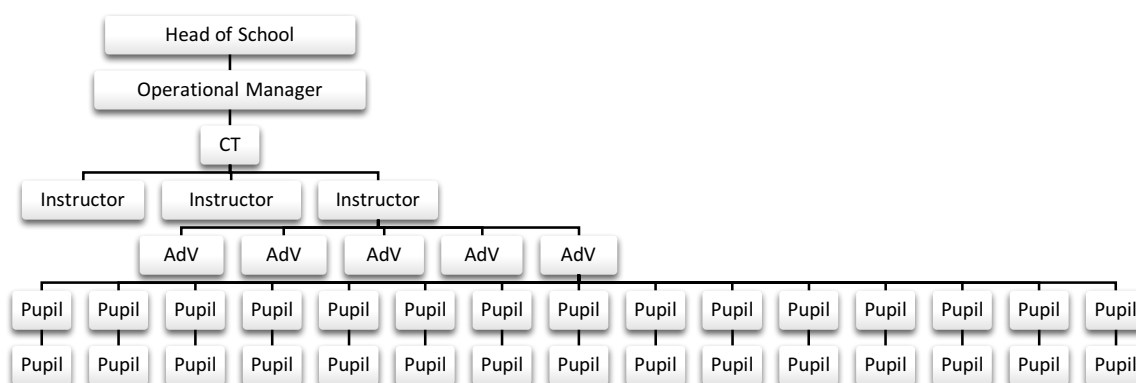 Head of School
Operational Manager
CT
Instructor Instructor Instructor
AdV AdV AdV AdV AdV
Pupil Pupil Pupil Pupil Pupil Pupil Pupil Pupil Pupil Pupil Pupil Pupil Pupil Pupil Pupil
Pupil Pupil Pupil Pupil Pupil Pupil Pupil Pupil Pupil Pupil Pupil Pupil Pupil Pupil Pupil